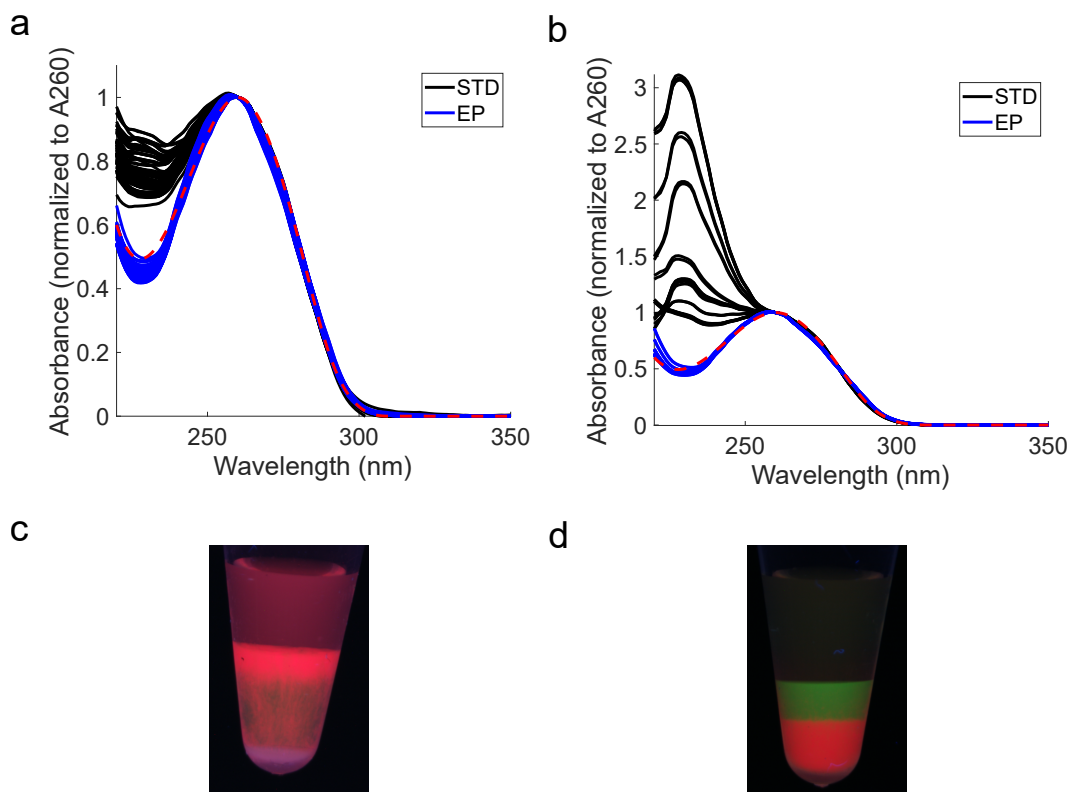 a
STD
EP
1
0.8
0.6
0.4
0.2
0
250
300
350
Absorbance (normalized to A260)
Wavelength (nm)
b
STD
EP
3
2.5
2
1.5
1
0.5
0
250
300
350
Absorbance (normalized to A260)
Wavelength (nm)
c
d